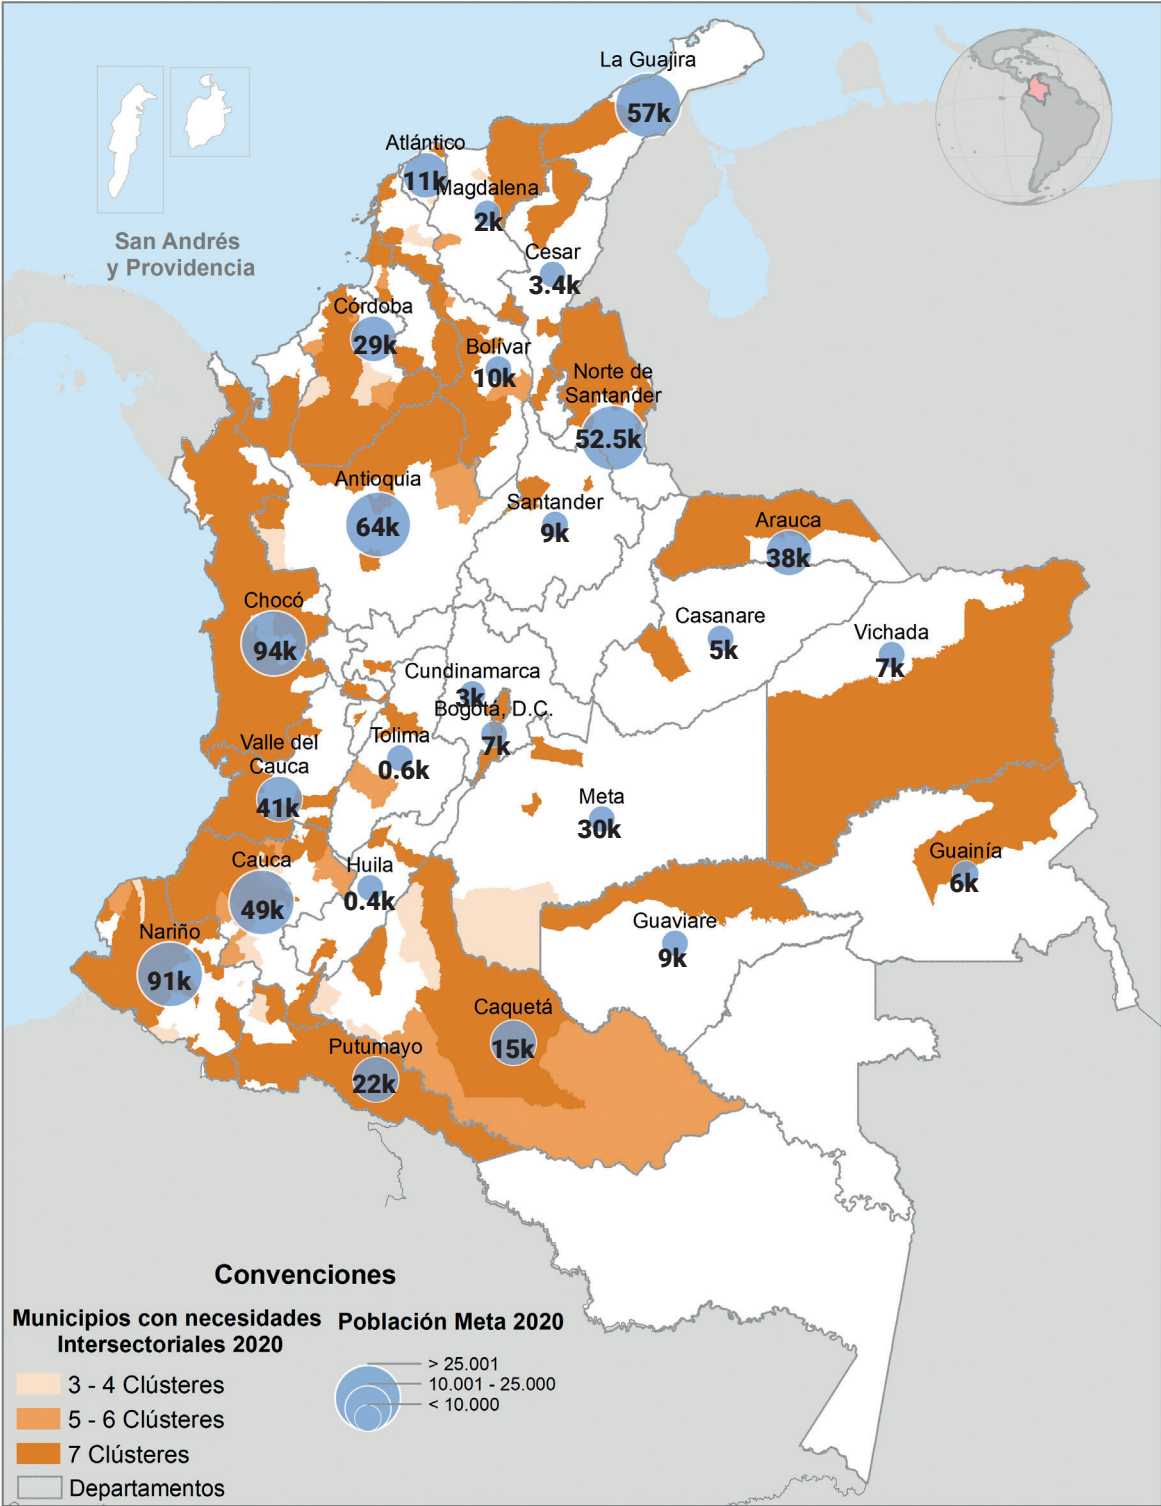 La Guajira
57k
Atlántico
11k
Magdalena
2k
San Andrés
y Providencia
Cesar
3.4k
Córdoba
29k
Bolívar
10k
Norte de
Santander
52.5k
Antioquia
64k
Santander
9k
Arauca
38k
Chocó
94k
Casanare
5k
Vichada
7k
Cundinamarca
3k
Bogotá, D.C.
7k
Valle del
Cauca
41k
Tolima
0.6k
Meta
30k
Cauca
49k
Huila
0.4k
Guainía
6k
Nariño
91k
Guaviare
9k
Caquetá
15k
Putumayo
22k
Convenciones
Municipios con necesidades
Intersectoriales 2020
3 - 4 Clústeres
5 - 6 Clústeres
7 Clústeres
Departamentos
Población Meta 2020
> 25.001
10.001 - 25.000
< 10.000